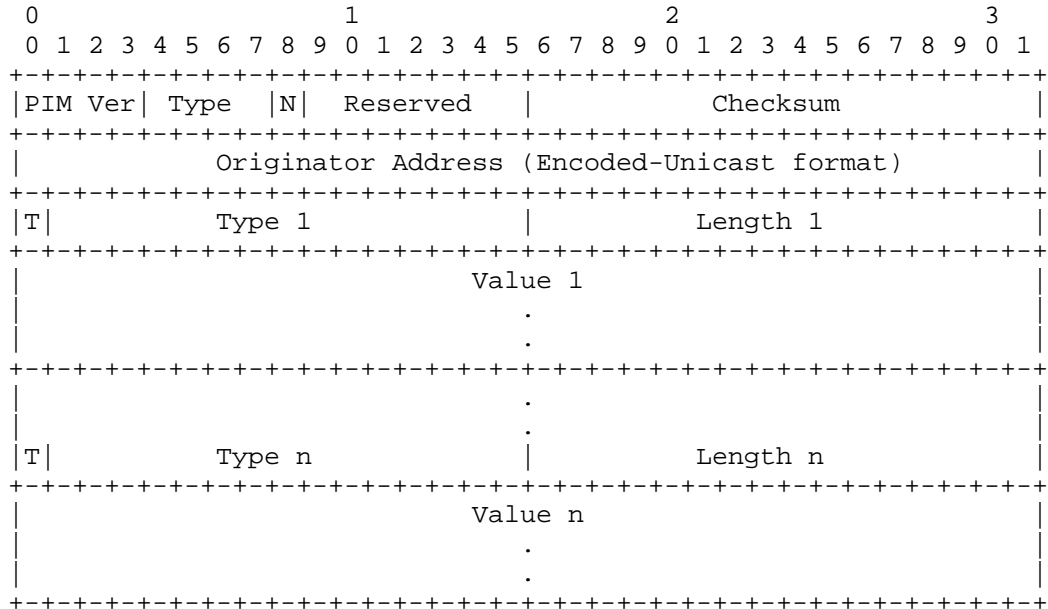 0                   1                   2                   3
 0 1 2 3 4 5 6 7 8 9 0 1 2 3 4 5 6 7 8 9 0 1 2 3 4 5 6 7 8 9 0 1
+-+-+-+-+-+-+-+-+-+-+-+-+-+-+-+-+-+-+-+-+-+-+-+-+-+-+-+-+-+-+-+-+
|PIM Ver| Type  |N|  Reserved   |           Checksum            |
+-+-+-+-+-+-+-+-+-+-+-+-+-+-+-+-+-+-+-+-+-+-+-+-+-+-+-+-+-+-+-+-+
|            Originator Address (Encoded-Unicast format)        |
+-+-+-+-+-+-+-+-+-+-+-+-+-+-+-+-+-+-+-+-+-+-+-+-+-+-+-+-+-+-+-+-+
|T|          Type 1             |          Length 1             |
+-+-+-+-+-+-+-+-+-+-+-+-+-+-+-+-+-+-+-+-+-+-+-+-+-+-+-+-+-+-+-+-+
|                            Value 1                            |
|                               .                               |
|                               .                               |
+-+-+-+-+-+-+-+-+-+-+-+-+-+-+-+-+-+-+-+-+-+-+-+-+-+-+-+-+-+-+-+-+
|                               .                               |
|                               .                               |
|T|          Type n             |          Length n             |
+-+-+-+-+-+-+-+-+-+-+-+-+-+-+-+-+-+-+-+-+-+-+-+-+-+-+-+-+-+-+-+-+
|                            Value n                            |
|                               .                               |
|                               .                               |
+-+-+-+-+-+-+-+-+-+-+-+-+-+-+-+-+-+-+-+-+-+-+-+-+-+-+-+-+-+-+-+-+